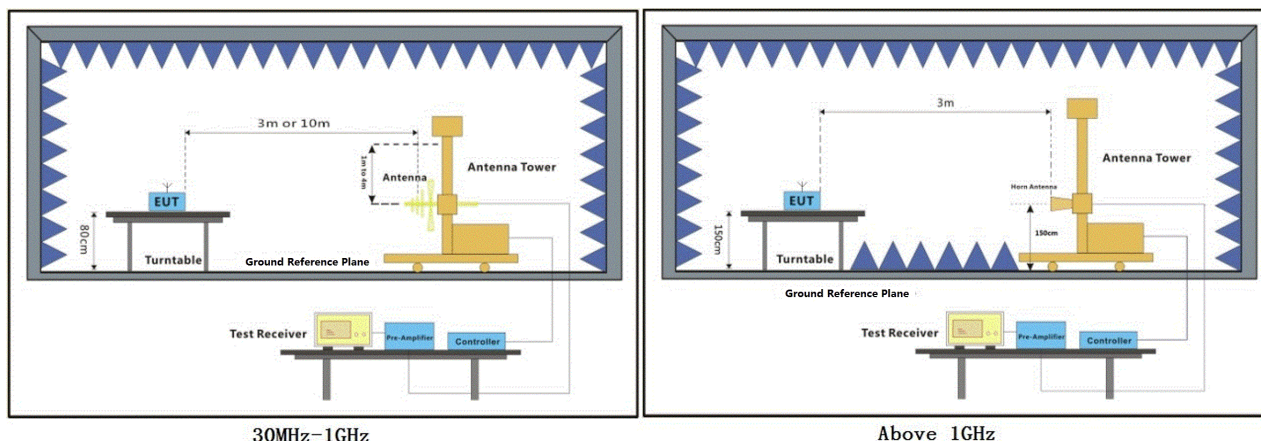 3m or 10m
1m to 4m
Antenna
Antenna Tower
EUT
80cm
Turntable
Ground Reference Plane
Test Receiver
Pre-Amplifier
Controller
30MHz-1GHz
3m
Antenna Tower
Horn Antenna
EUT
150cm
150cm
Turntable
Ground Reference Plane
Test Receiver
Pre-Amplifier
Controller
Above 1GHz